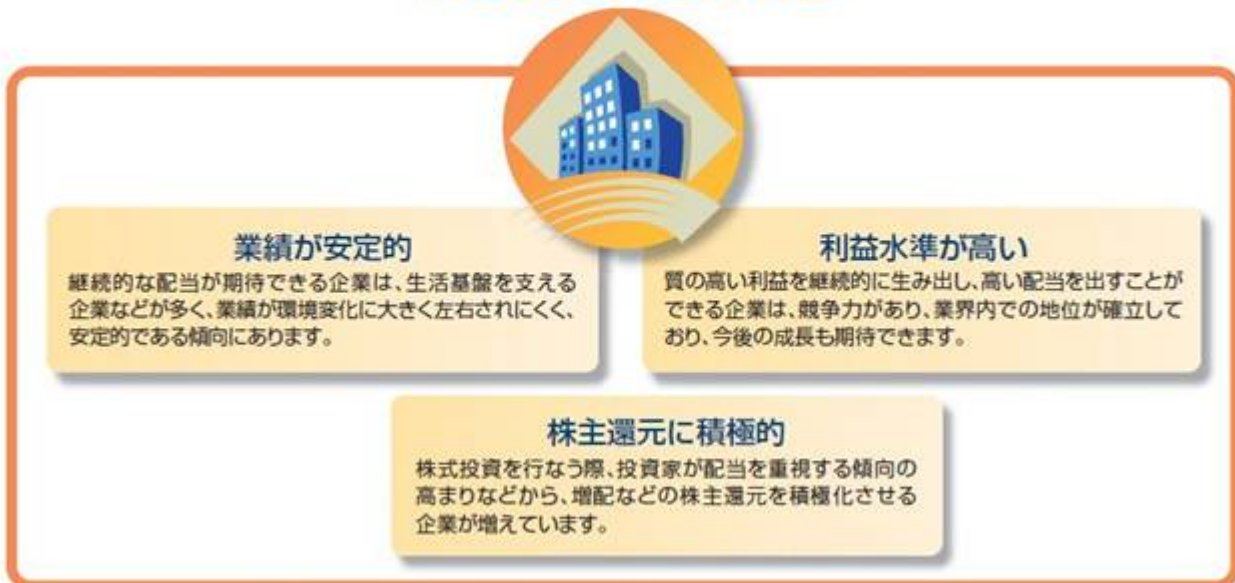 業績が安定的
継続的な配当が期待できる企業は、生活基盤を支える
企業などが多く、業績が環境変化に大きく左右されにくく、
安定的である傾向にあります。
利益水準が高い
質の高い利益を継続的に生み出し、高い配当を出すことが
できる企業は、競争力があり、業界内での地位が確立して
おり、今後の成長も期待できます。
株主還元に積極的
株式投資を行なう際、投資家が配当を重視する傾向の
高まりなどから、増配などの株主還元を積極化させる
企業が増えています。